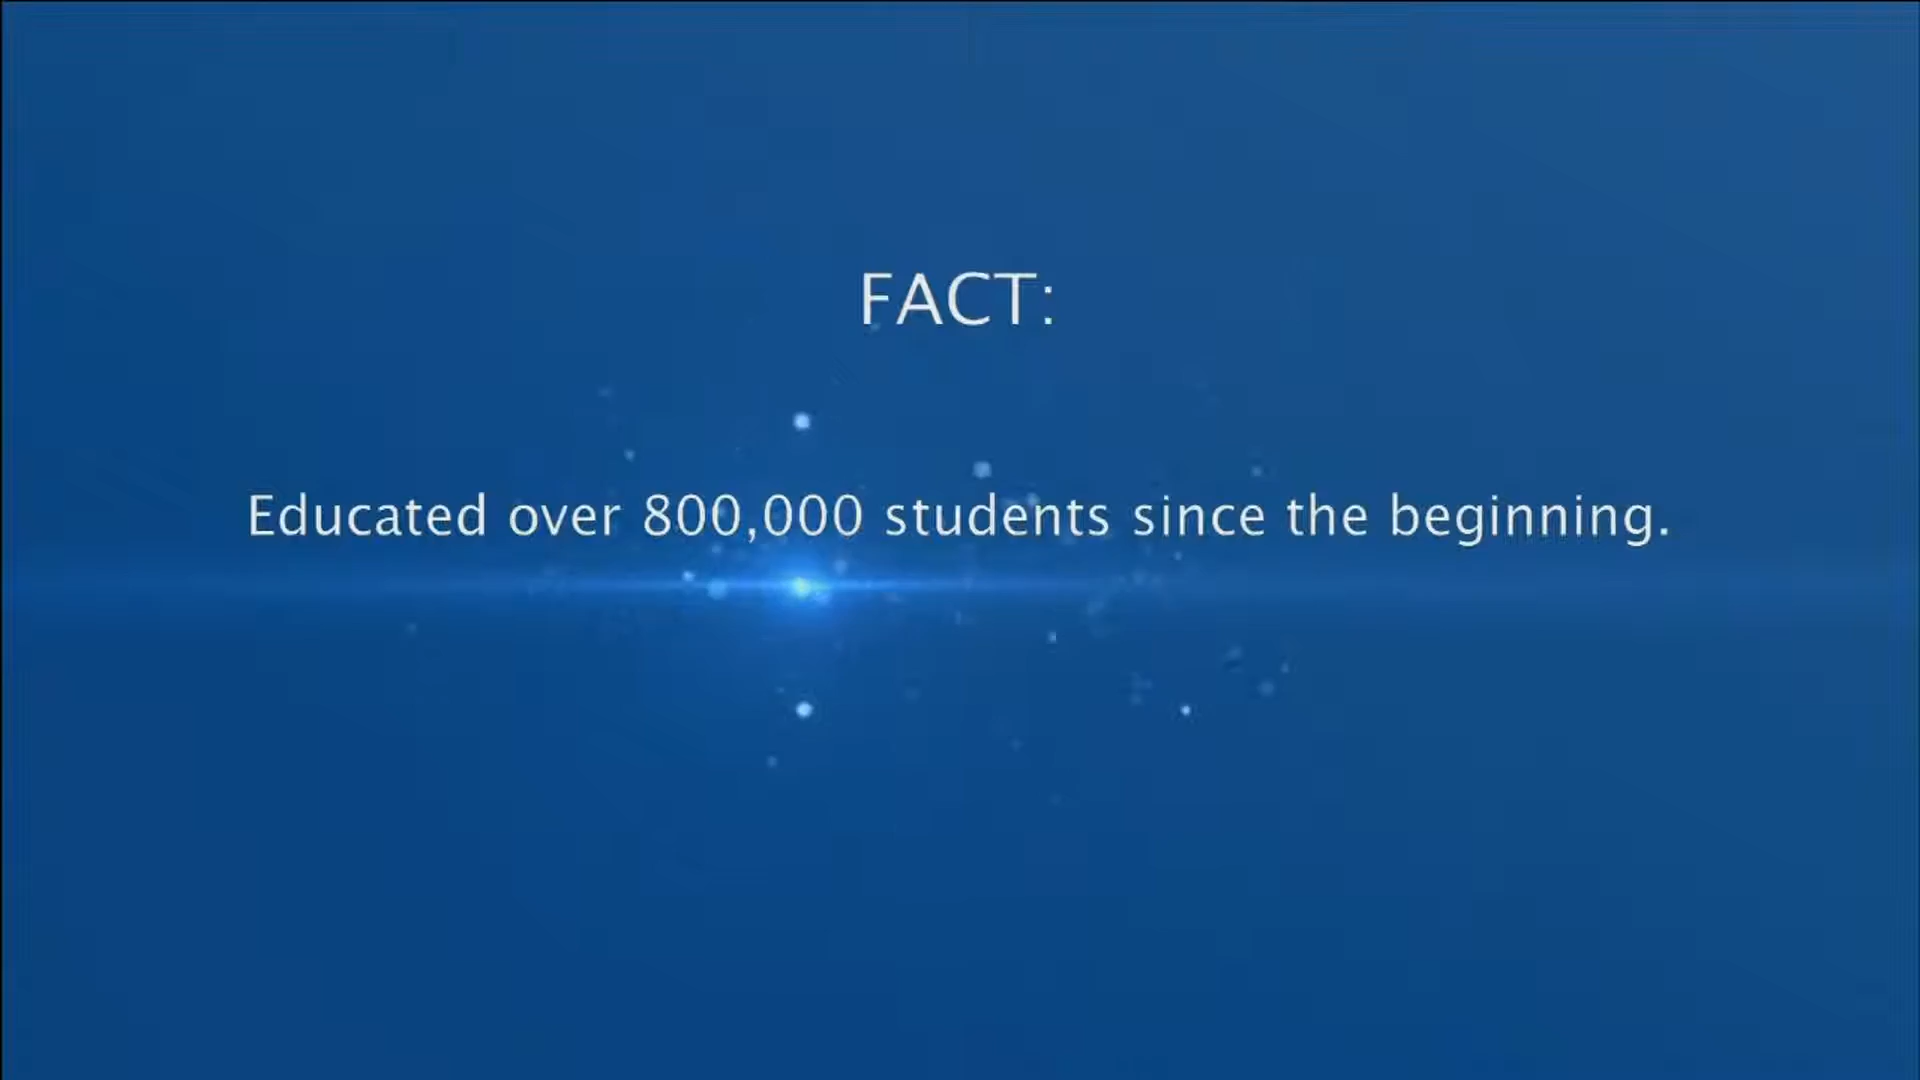 FACT:
Educated over 800,000 students since the beginning.